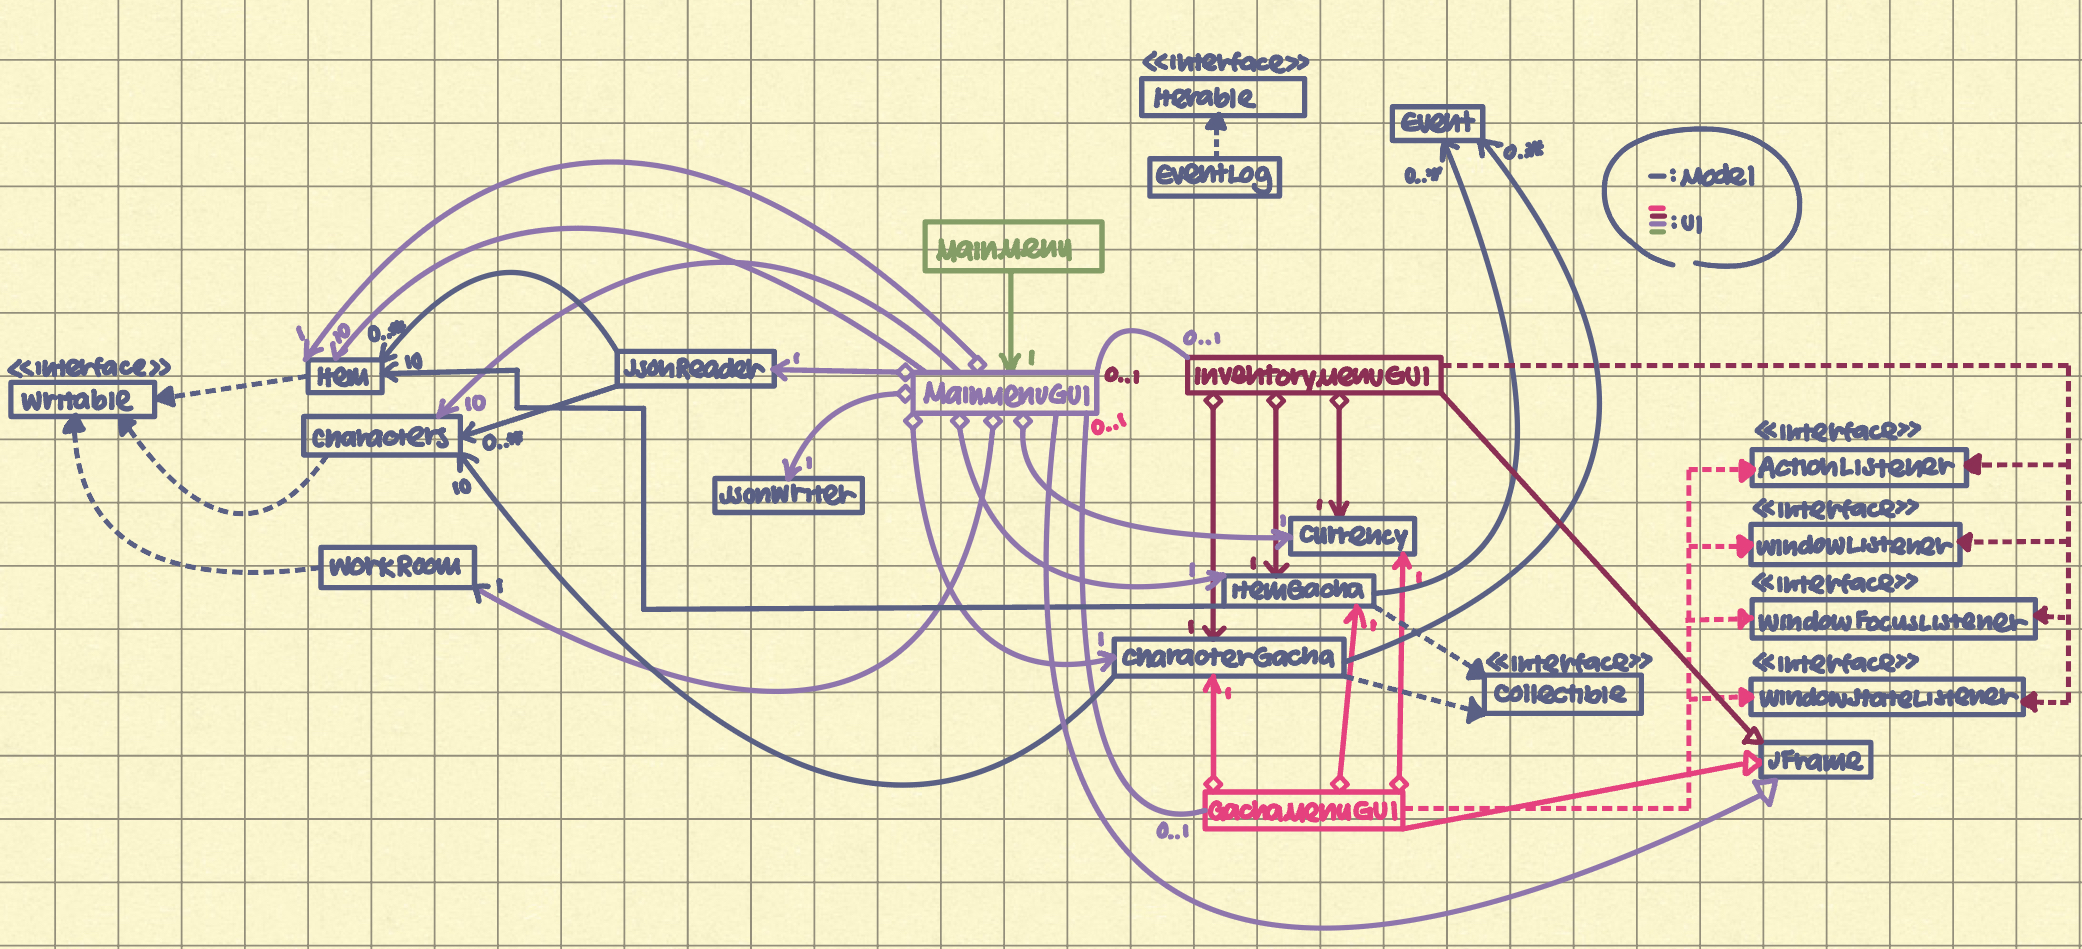 <<interface>>
Iterable
EventLog
Event
0..*
0..*
—: Model
: UI
MainMenu
1
<<interface>>
Writable
1
10
0..*
10
Item
JsonReader
1
MainMenuGUI
0..1
0..1
0..1
InventoryMenuGUI
10
Characters
0..*
10
JsonWriter
1
WorkRoom
1
<<interface>>
ActionListener
<<interface>>
WindowListener
<<interface>>
WindowFocusListener
<<interface>>
WindowStateListener
1
1
Currency
1
1
1
ItemGacha
1
1
1
CharacterGacha
1
<<interface>>
Collectible
JFrame
GachaMenuGUI
0..1